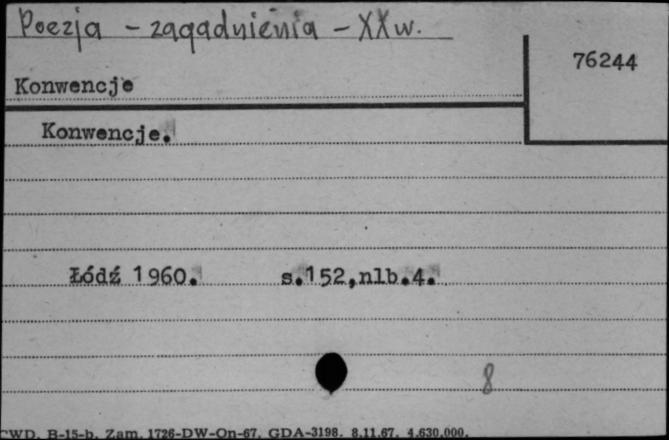 Poezja - zagadnienia - XX w.
76244
Konwencje
Konwencje.
Łódź 1960. s.152,nlb.4.
8
CWD. B-15-b. Zam. 1726-DW-On-67. GDA-3198. 8.11.67. 4.630.000.